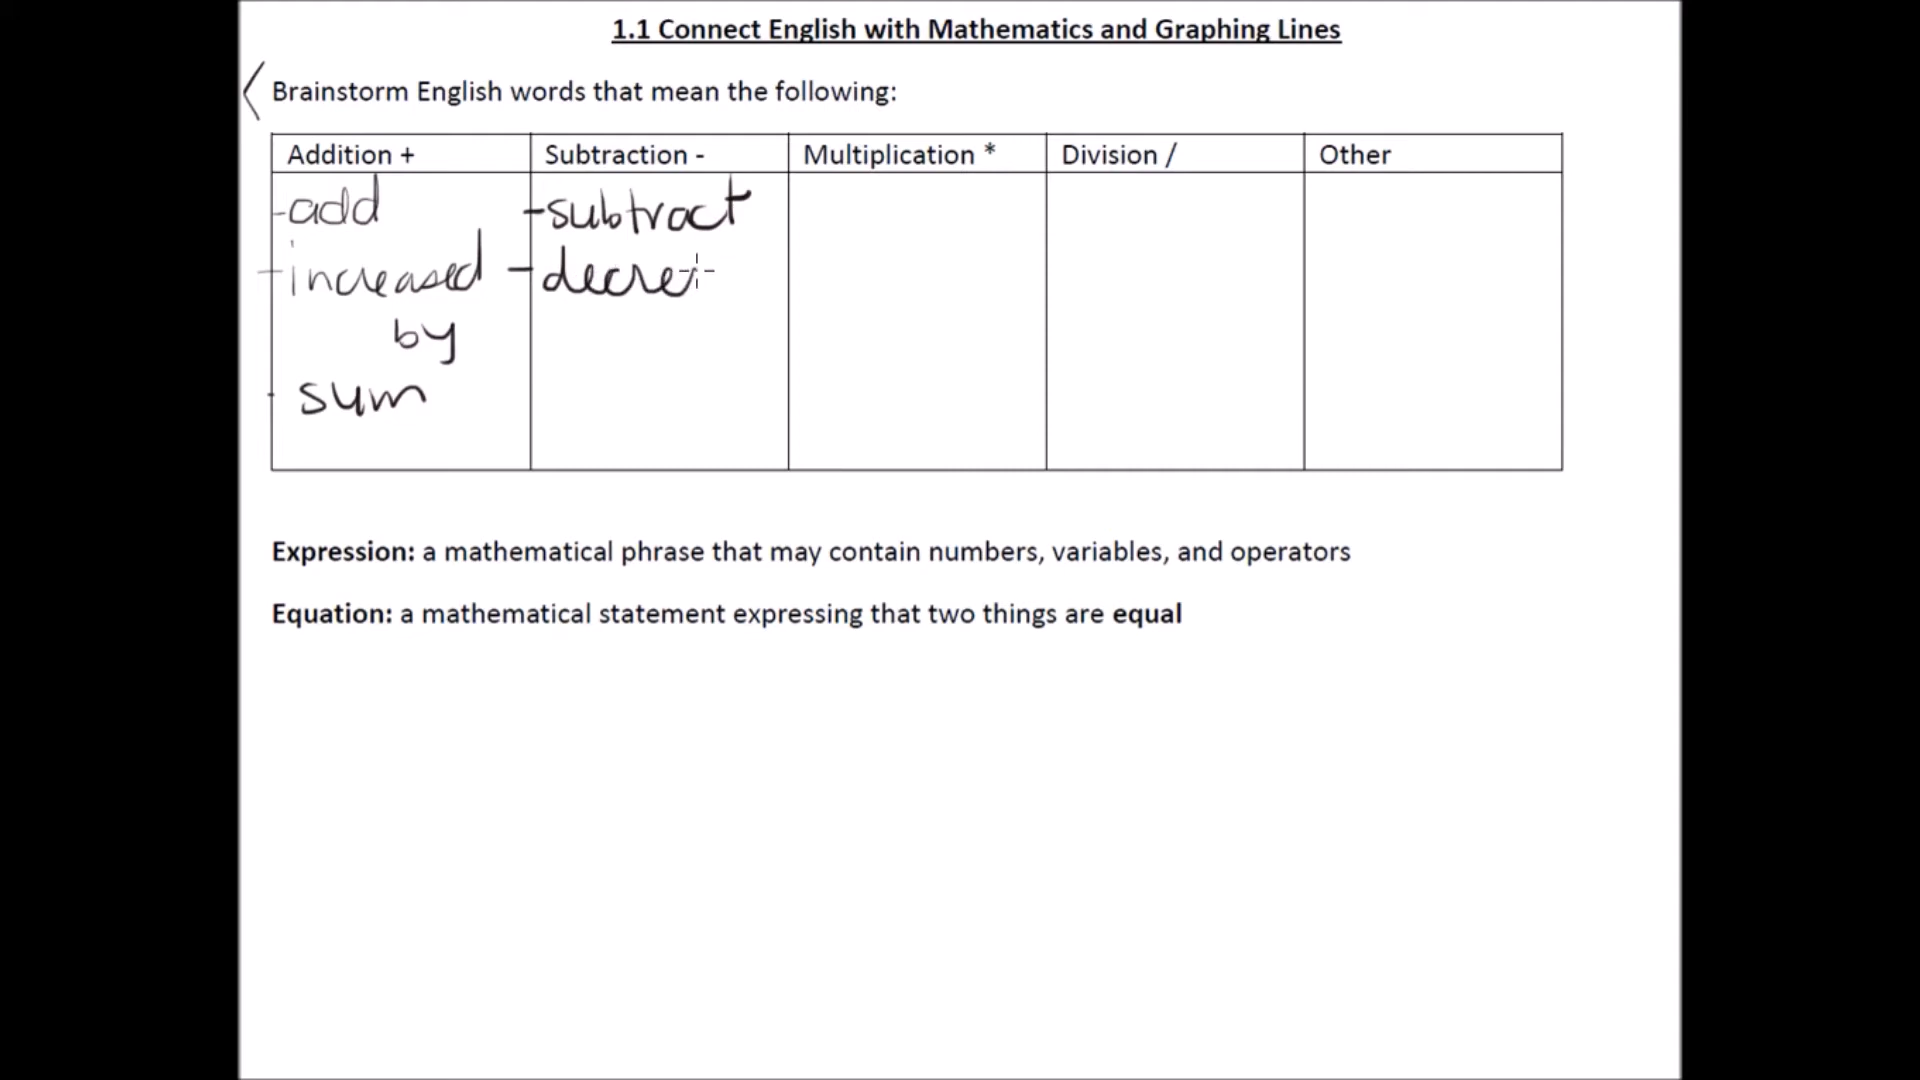 1.1 Connect English with Mathematics and Graphing Lines
Brainstorm English words that mean the following:
Addition + Subtraction - Multiplication * Division / Other
-add -subtract
-increased -decre
by
- sum
Expression: a mathematical phrase that may contain numbers, variables, and operators
Equation: a mathematical statement expressing that two things are equal